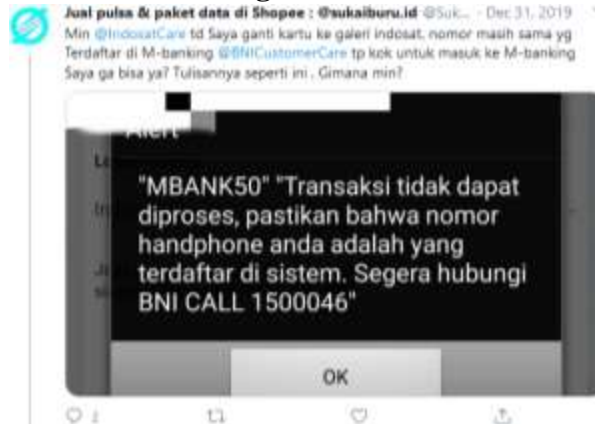 Jual pulsa & paket data di Shopee : @sukaiburu.id @Suk... · Dec 31, 2019
Min @IndosatCare td Saya ganti kartu ke galeri indosat, nomor masih sama yg
Terdaftar di M-banking @BNICustomerCare tp kok untuk masuk ke M-banking
Saya ga bisa ya? Tulisannya seperti ini . Gimana min?
Alert
"MBANK50" "Transaksi tidak dapat
diproses, pastikan bahwa nomor
handphone anda adalah yang
terdaftar di sistem. Segera hubungi
BNI CALL 1500046"
OK